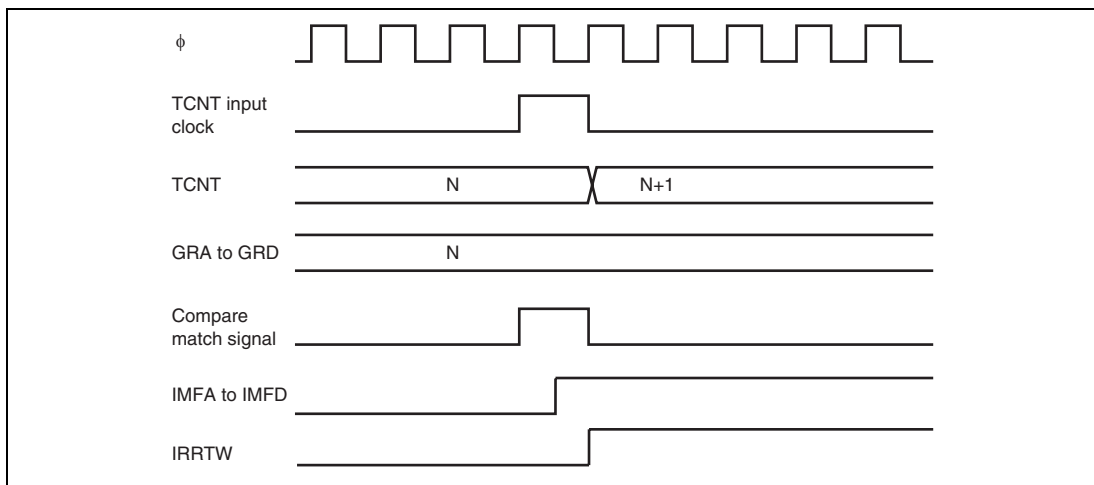 ϕ
TCNT input
clock
TCNT
N
N+1
GRA to GRD
N
Compare
match signal
IMFA to IMFD
IRRTW